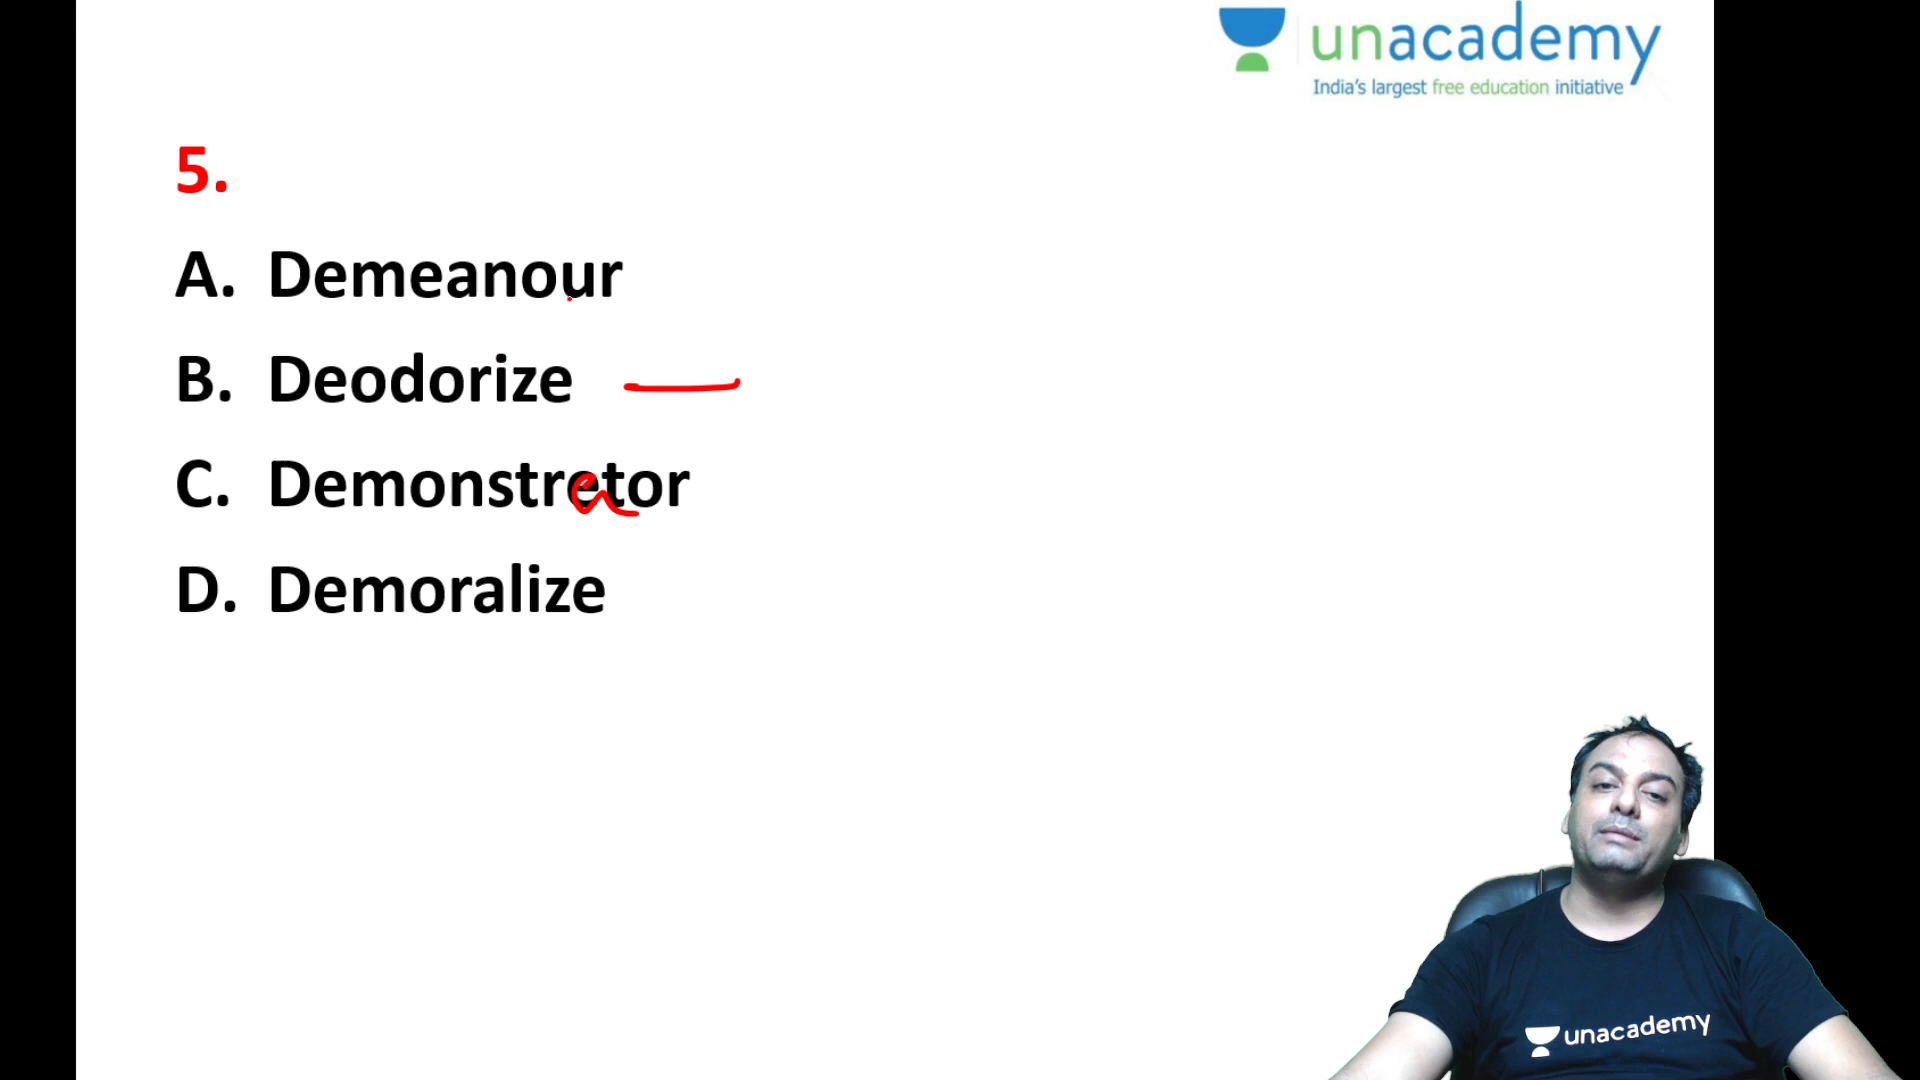 unacademy
India's largest free education initiative
5.
A. Demeanour
B. Deodorize
C. Demonstretor
D. Demoralize
unacademy